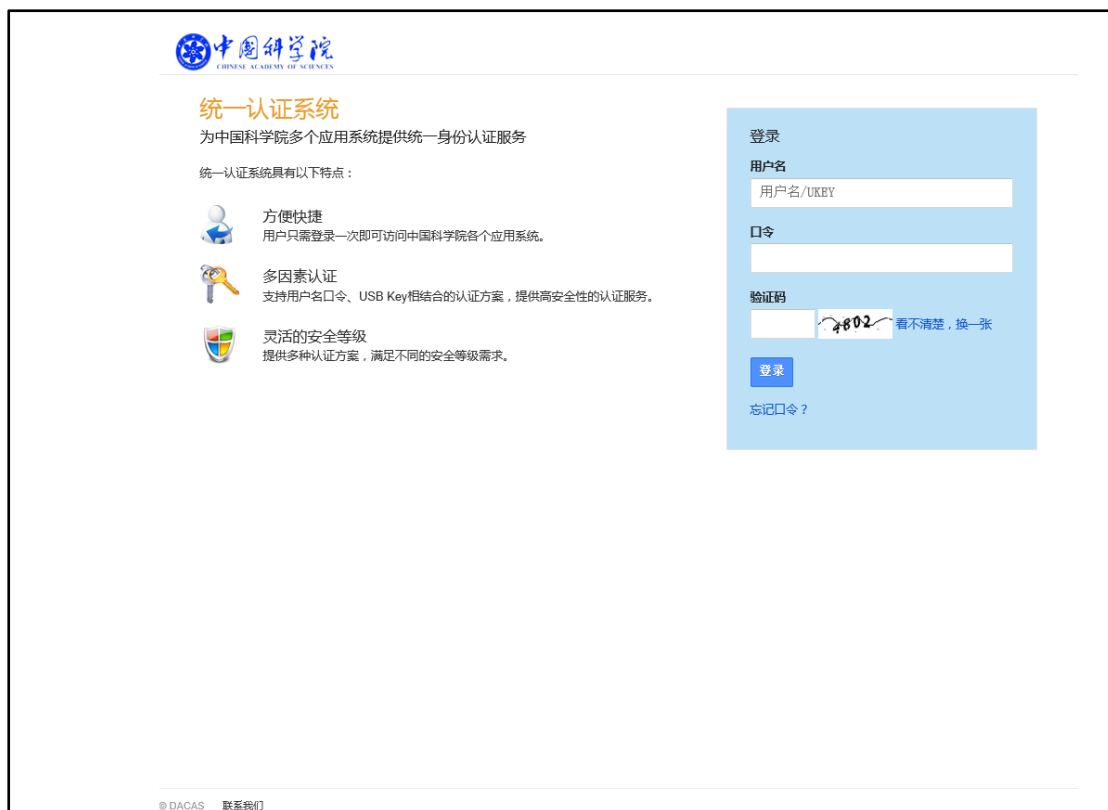 中国科学院
CHINESE ACADEMY OF SCIENCES
统一认证系统
为中国科学院多个应用系统提供统一身份认证服务
统一认证系统具有以下特点：
方便快捷
用户只需登录一次即可访问中国科学院各个应用系统。
多因素认证
支持用户名口令、USB Key相结合的认证方案，提供高安全性的认证服务。
灵活的安全等级
提供多种认证方案，满足不同的安全等级需求。
登录
用户名
用户名/UKEY
口令
验证码
4802 看不清楚，换一张
登录
忘记口令？
© DACAS 联系我们